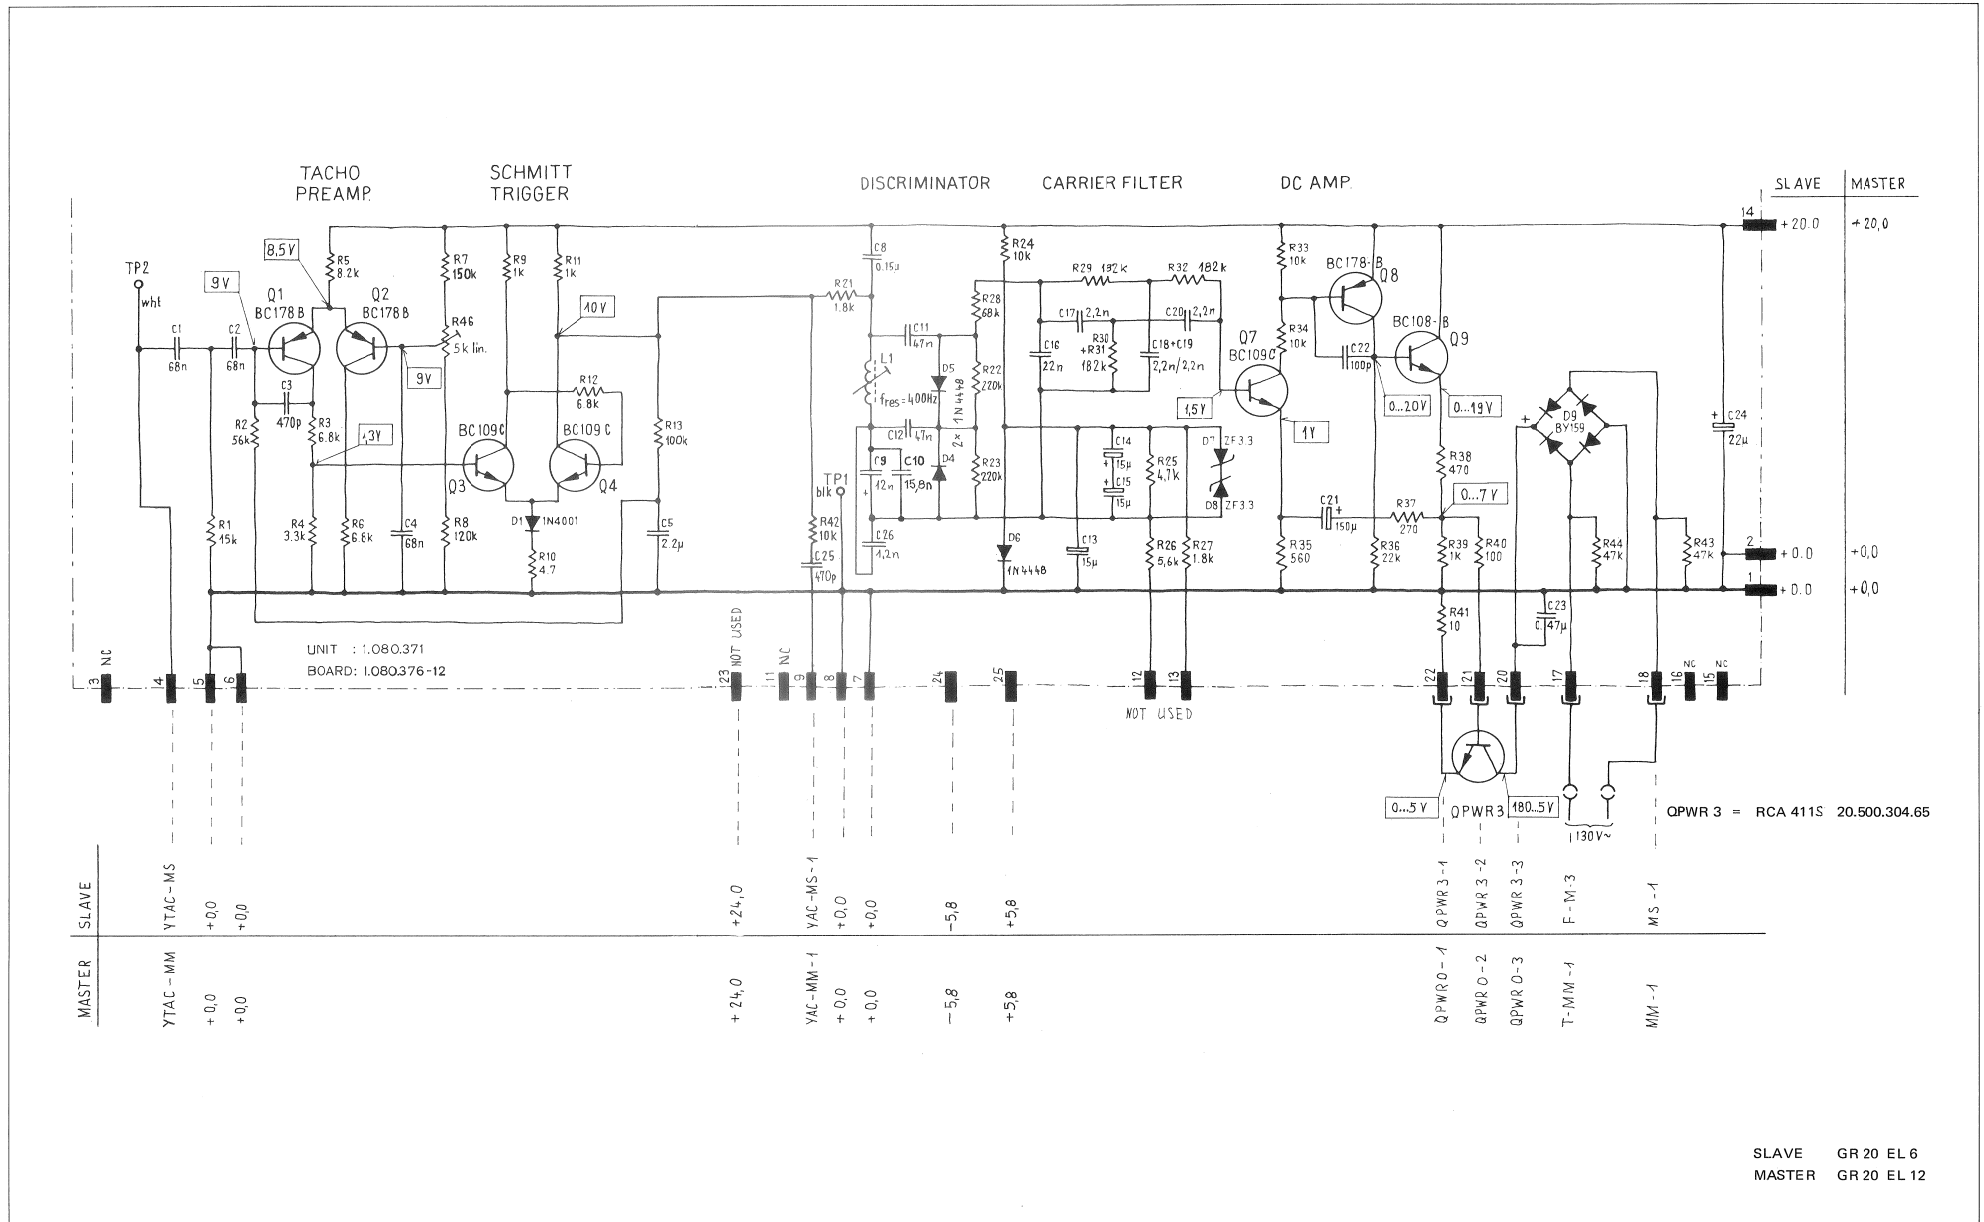 TACHO
PREAMP.
SCHMITT
TRIGGER
DISCRIMINATOR
CARRIER FILTER
DC AMP.
SLAVE
MASTER
14
+20.0
+20,0
TP2
wht
9V
8,5V
R5
8.2k
R7
150k
R9
1k
R11
1k
10V
Q1
BC178B
Q2
BC178B
R46
5k lin.
9V
C1
68n
C2
68n
C3
470p
R2
56k
R3
6.8k
R12
6.8k
BC109C
BC109C
Q3
Q4
R13
100k
R1
15k
R4
3.3k
R6
6.8k
C4
68n
R8
120k
D1
1N4001
R10
4.7
C5
2.2µ
UNIT : 1.080.371
BOARD: 1.080.376-12
C8
0.15µ
R21
1.8k
R24
10k
C11
47n
R28
68k
L1
fres=400Hz
D5
2x 1N4448
R22
220k
C12
47n
C9
12n
+
C10
15,8n
D4
R23
220k
TP1
blk
R42
10k
C25
470p
C26
1,2n
D6
1N4448
R29 182k
R32 182k
C17
2,2n
C20
2,2n
R30
+R31
182k
C16
22n
C18+C19
2,2n/2,2n
C14
+
15µ
C15
+
15µ
R25
4,7k
D7
ZF3.3
D8
ZF3.3
C13
15µ
R26
5,6k
R27
1.8k
R33
10k
R34
10k
BC178-B
Q8
BC108-B
Q9
Q7
BC109C
C22
100p
1,5V
1V
0...20V
0...19V
C21
+
150µ
R37
270
R38
470
0...7V
R35
560
R36
22k
R39
1k
R40
100
R41
10
+
D9
BY159
R44
47k
R43
47k
C23
+
C24
22µ
2
+0.0
+0,0
1
+0.0
+0,0
3
NC
4
5
6
23
NOT USED
11
NC
9
8
7
24
25
12
13
NOT USED
22
21
20
17
18
16
NC
15
NC
0...5V
QPWR3
180...5V
130V~
QPWR 3 = RCA 411S 20.500.304.65
SLAVE
YTAC-MS
+0,0
+0,0
+24,0
YAC-MS-1
+0,0
+0,0
-5,8
+5,8
QPWR3-1
QPWR3-2
QPWR3-3
F-M-3
MS-1
MASTER
YTAC-MM
+0,0
+0,0
+24,0
YAC-MM-1
+0,0
+0,0
-5,8
+5,8
QPWR0-1
QPWR0-2
QPWR0-3
T-MM-1
MM-1
SLAVE GR 20 EL 6
MASTER GR 20 EL 12